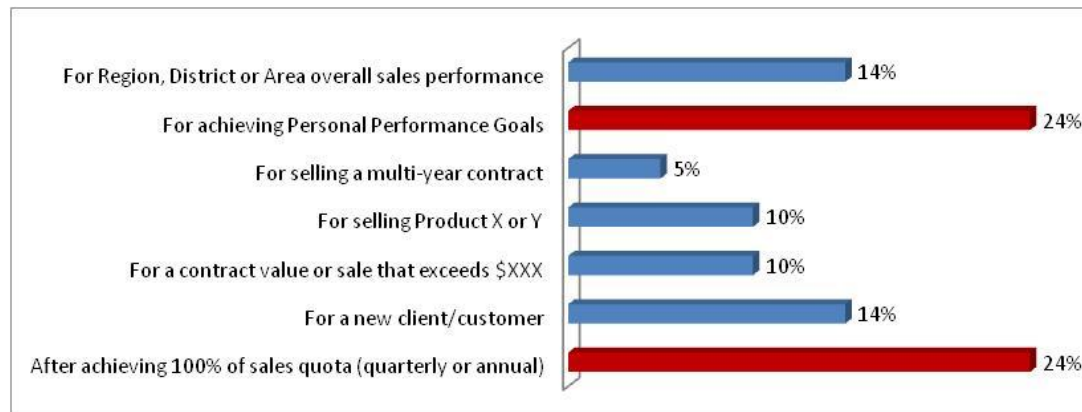 For Region, District or Area overall sales performance 14%
For achieving Personal Performance Goals 24%
For selling a multi-year contract 5%
For selling Product X or Y 10%
For a contract value or sale that exceeds $XXX 10%
For a new client/customer 14%
After achieving 100% of sales quota (quarterly or annual) 24%